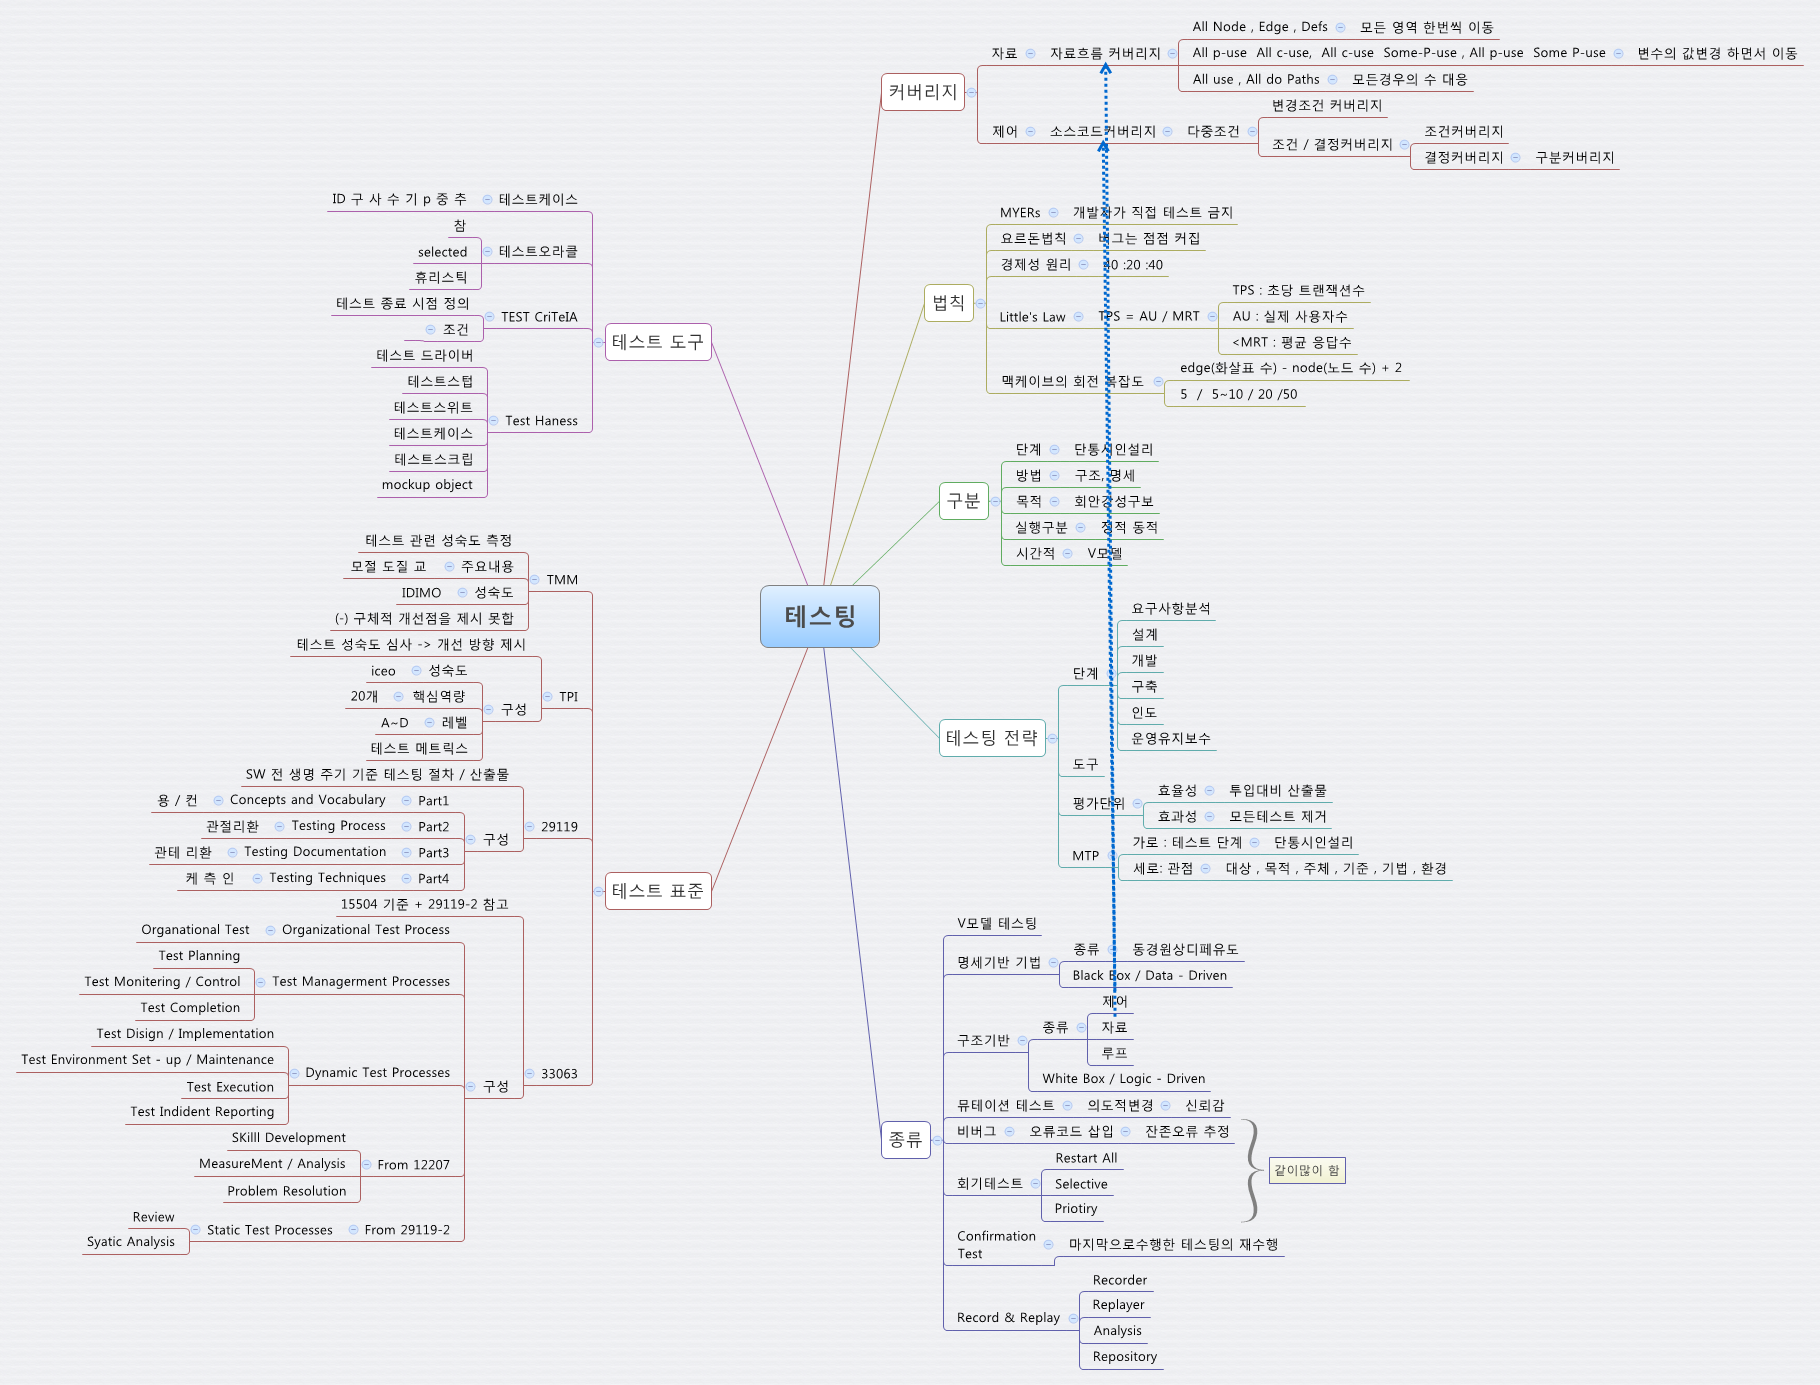 테스팅
커버리지
자료
자료흐름 커버리지
All Node , Edge , Defs
모든 영역 한번씩 이동
All p-use  All c-use,  All c-use  Some-P-use , All p-use  Some P-use
변수의 값변경 하면서 이동
All use , All do Paths
모든경우의 수 대응
제어
소스코드커버리지
다중조건
변경조건 커버리지
조건 / 결정커버리지
조건커버리지
결정커버리지
구분커버리지
법칙
MYERs
개발자가 직접 테스트 금지
요르돈법칙
버그는 점점 커집
경제성 원리
40 :20 :40
Little's Law
TPS = AU / MRT
TPS : 초당 트랜잭션수
AU : 실제 사용자수
<MRT : 평균 응답수
맥케이브의 회전 복잡도
edge(화살표 수) - node(노드 수) + 2
5  /  5~10 / 20 /50
구분
단계
단통시인설리
방법
구조, 명세
목적
회안강성구보
실행구분
정적 동적
시간적
V모델
테스팅 전략
단계
요구사항분석
설계
개발
구축
인도
운영유지보수
도구
평가단위
효율성
투입대비 산출물
효과성
모든테스트 제거
MTP
가로 : 테스트 단계
단통시인설리
세로: 관점
대상 , 목적 , 주체 , 기준 , 기법 , 환경
종류
V모델 테스팅
명세기반 기법
종류
동경원상디페유도
Black Box / Data - Driven
구조기반
종류
제어
자료
루프
White Box / Logic - Driven
뮤테이션 테스트
의도적변경
신뢰감
비버그
오류코드 삽입
잔존오류 추정
회기테스트
Restart All
Selective
Priotiry
같이많이 함
Confirmation
Test
마지막으로수행한 테스팅의 재수행
Record & Replay
Recorder
Replayer
Analysis
Repository
테스트 도구
테스트케이스
ID 구 사 수 기 p 중 추
테스트오라클
참
selected
휴리스틱
TEST CriTeIA
테스트 종료 시점 정의
조건
Test Haness
테스트 드라이버
테스트스텁
테스트스위트
테스트케이스
테스트스크립
mockup object
테스트 표준
TMM
테스트 관련 성숙도 측정
주요내용
모절 도질 교
성숙도
IDIMO
(-) 구체적 개선점을 제시 못합
TPI
테스트 성숙도 심사 -> 개선 방향 제시
구성
성숙도
iceo
핵심역량
20개
레벨
A~D
테스트 메트릭스
29119
SW 전 생명 주기 기준 테스팅 절차 / 산출물
구성
Part1
Concepts and Vocabulary
용 / 컨
Part2
Testing Process
관절리환
Part3
Testing Documentation
관테 리환
Part4
Testing Techniques
케 측 인
33063
15504 기준 + 29119-2 참고
구성
Organizational Test Process
Organational Test
Test Managerment Processes
Test Planning
Test Monitering / Control
Test Completion
Dynamic Test Processes
Test Disign / Implementation
Test Environment Set - up / Maintenance
Test Execution
Test Indident Reporting
From 12207
SKilll Development
MeasureMent / Analysis
Problem Resolution
From 29119-2
Static Test Processes
Review
Syatic Analysis